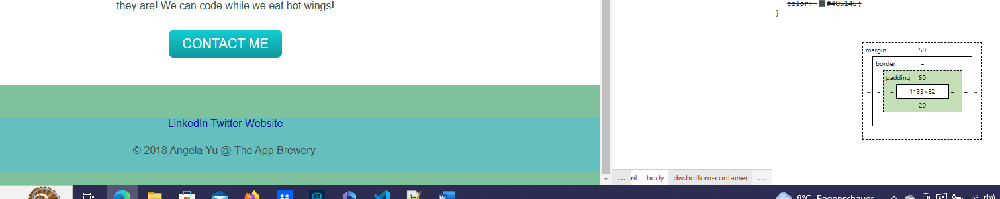 they are! We can code while we eat hot wings!
CONTACT ME
LinkedIn Twitter Website
© 2018 Angela Yu @ The App Brewery.
color: #40514E;
}
margin 50
border –
padding 50
– – – 1133×82 – – –
20
–
–
... ml body div.bottom-container ...
8°C Regenschauer